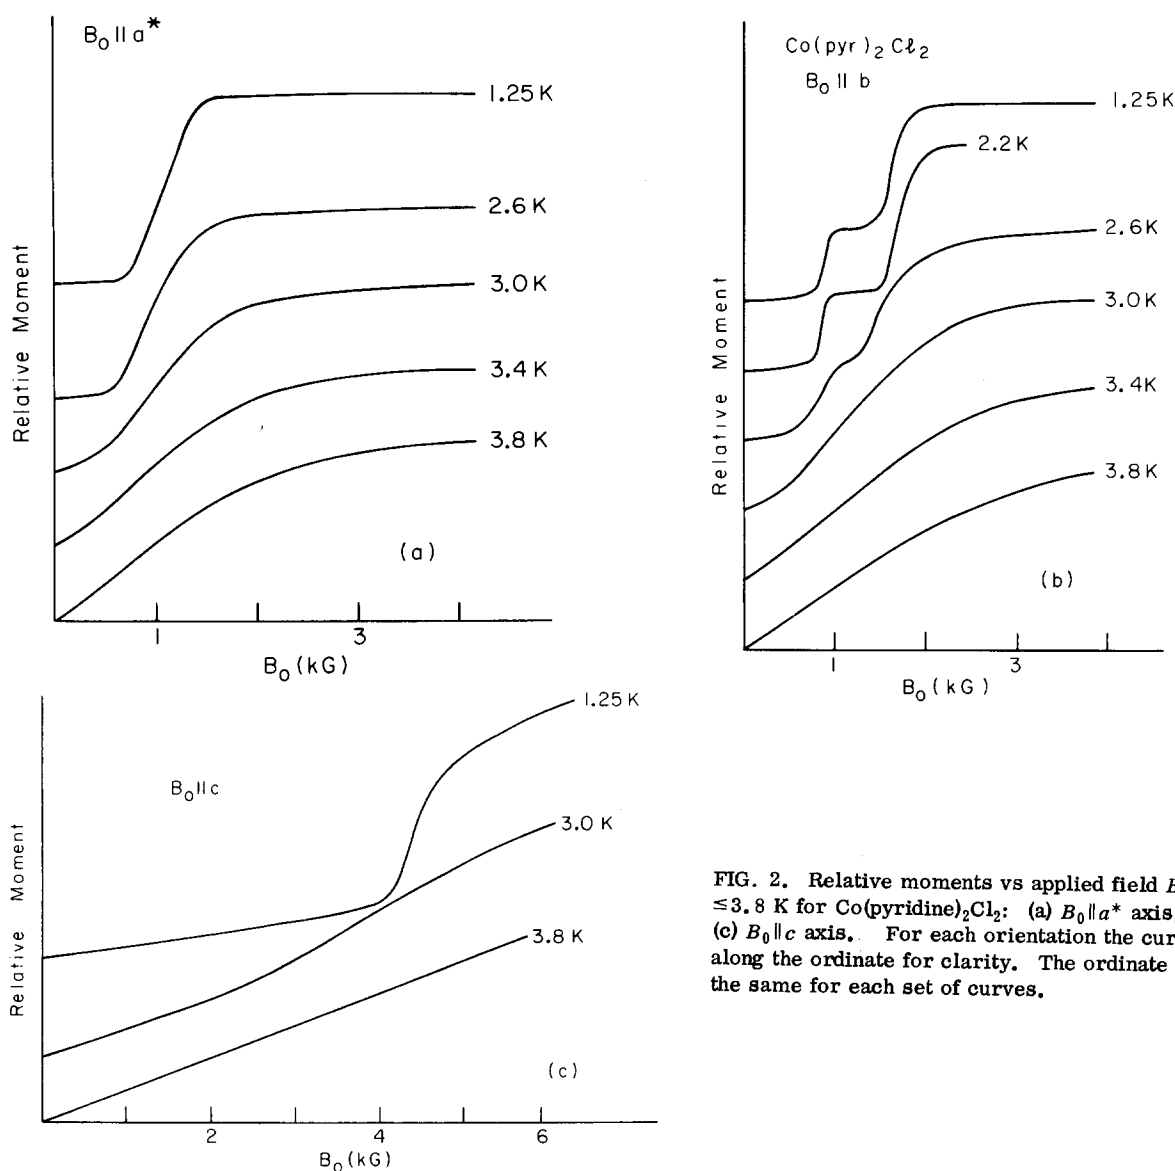 B₀ ∥ a*
1.25 K
2.6 K
3.0 K
3.4 K
3.8 K
(a)
Relative Moment
1 3
B₀ (kG)
Co(pyr)₂Cℓ₂
B₀ ∥ b
1.25 K
2.2 K
2.6 K
3.0 K
3.4 K
3.8 K
(b)
Relative Moment
1 3
B₀ (kG)
B₀ ∥ c
1.25 K
3.0 K
3.8 K
(c)
Relative Moment
2 4 6
B₀ (kG)
FIG. 2. Relative moments vs applied field B
≤3.8 K for Co(pyridine)₂Cl₂: (a) B₀ ∥ a* axis
(c) B₀ ∥ c axis. For each orientation the cur
along the ordinate for clarity. The ordinate
the same for each set of curves.